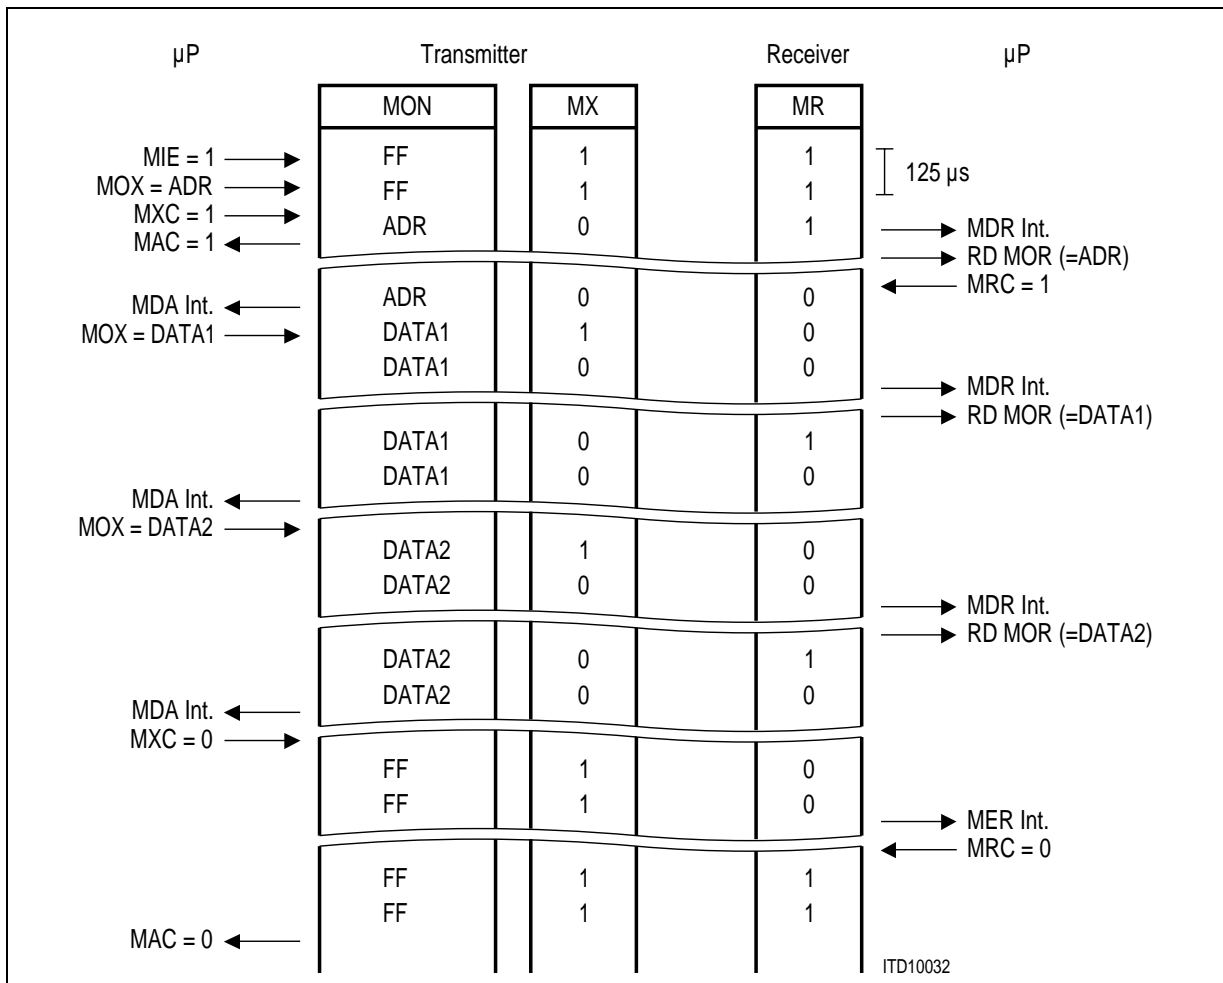 µP Transmitter Receiver µP
MON MX MR
MIE = 1 FF 1 1
125 µs
MOX = ADR FF 1 1
MXC = 1 ADR 0 1 MDR Int.
MAC = 1 RD MOR (=ADR)
MRC = 1
MDA Int. ADR 0 0
MOX = DATA1 DATA1 1 0
DATA1 0 0
MDR Int.
RD MOR (=DATA1)
DATA1 0 1
DATA1 0 0
MDA Int.
MOX = DATA2
DATA2 1 0
DATA2 0 0
MDR Int.
RD MOR (=DATA2)
DATA2 0 1
DATA2 0 0
MDA Int.
MXC = 0
FF 1 0
FF 1 0
MER Int.
MRC = 0
FF 1 1
FF 1 1
MAC = 0
ITD10032